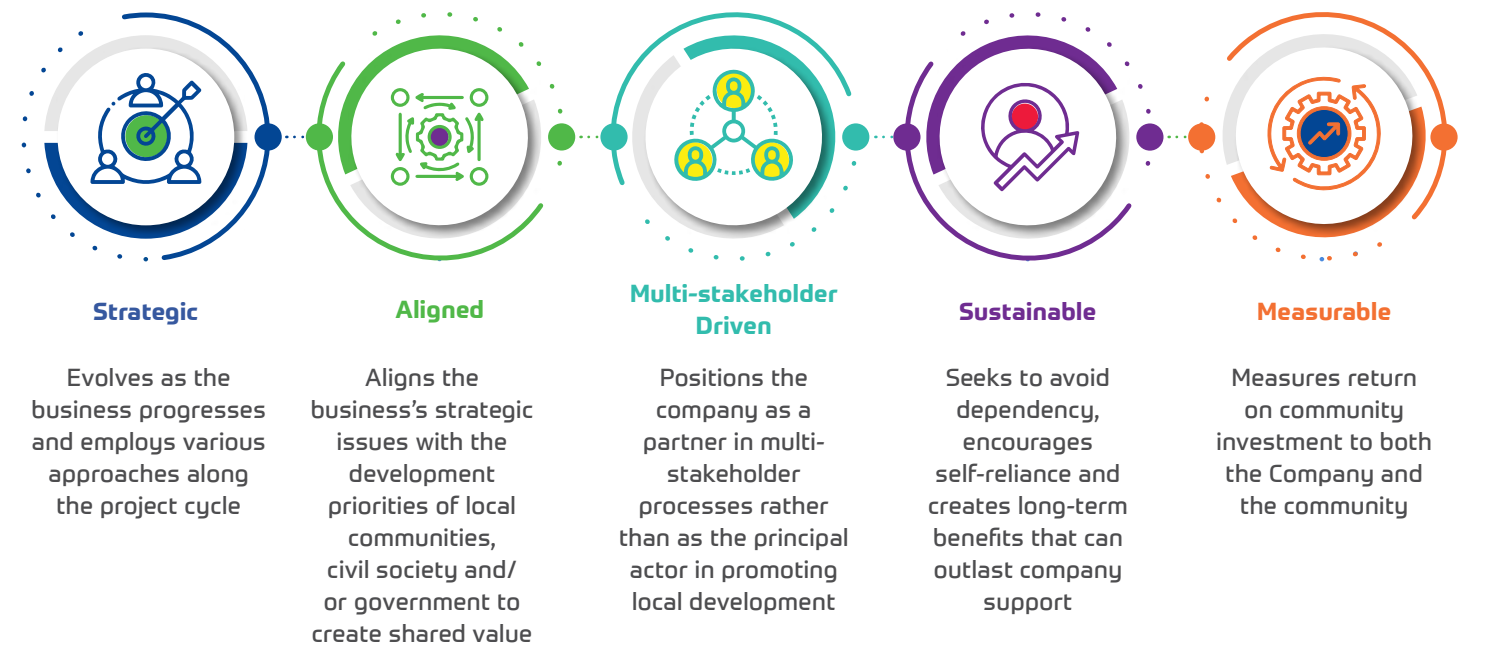 Strategic
Evolves as the
business progresses
and employs various
approaches along
the project cycle
Aligned
Aligns the
business’s strategic
issues with the
development
priorities of local
communities,
civil society and/
or government to
create shared value
Multi-stakeholder
Driven
Positions the
company as a
partner in multi-
stakeholder
processes rather
than as the principal
actor in promoting
local development
Sustainable
Seeks to avoid
dependency,
encourages
self-reliance and
creates long-term
benefits that can
outlast company
support
Measurable
Measures return
on community
investment to both
the Company and
the community